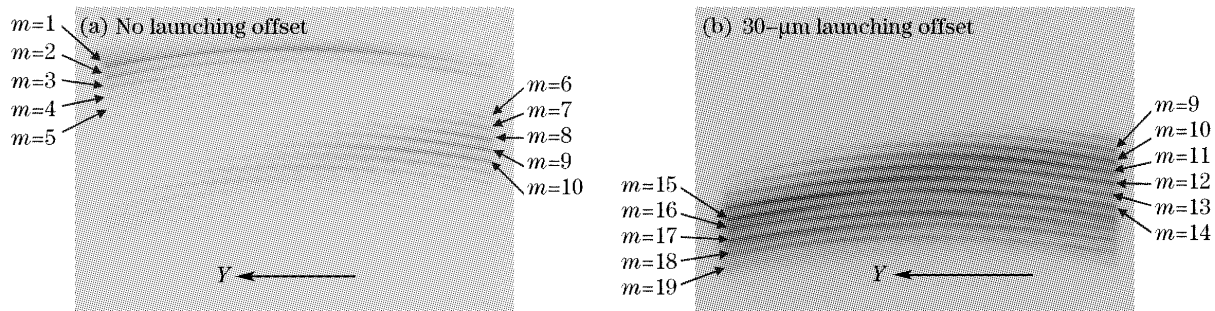 (a) No launching offset
m=1
m=2
m=3
m=4
m=5
m=6
m=7
m=8
m=9
m=10
Y
(b) 30–μm launching offset
m=9
m=10
m=11
m=12
m=13
m=14
m=15
m=16
m=17
m=18
m=19
Y